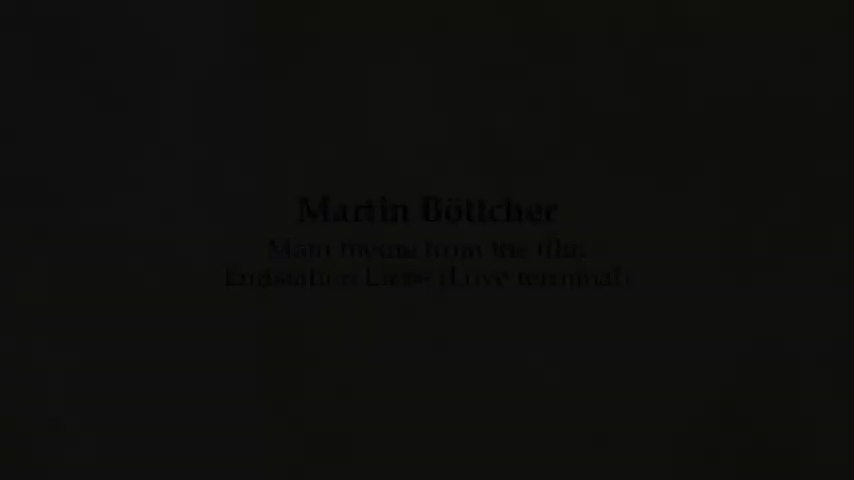 Martin Böttcher
Main theme from the film
Endstation Liebe (Love terminal)